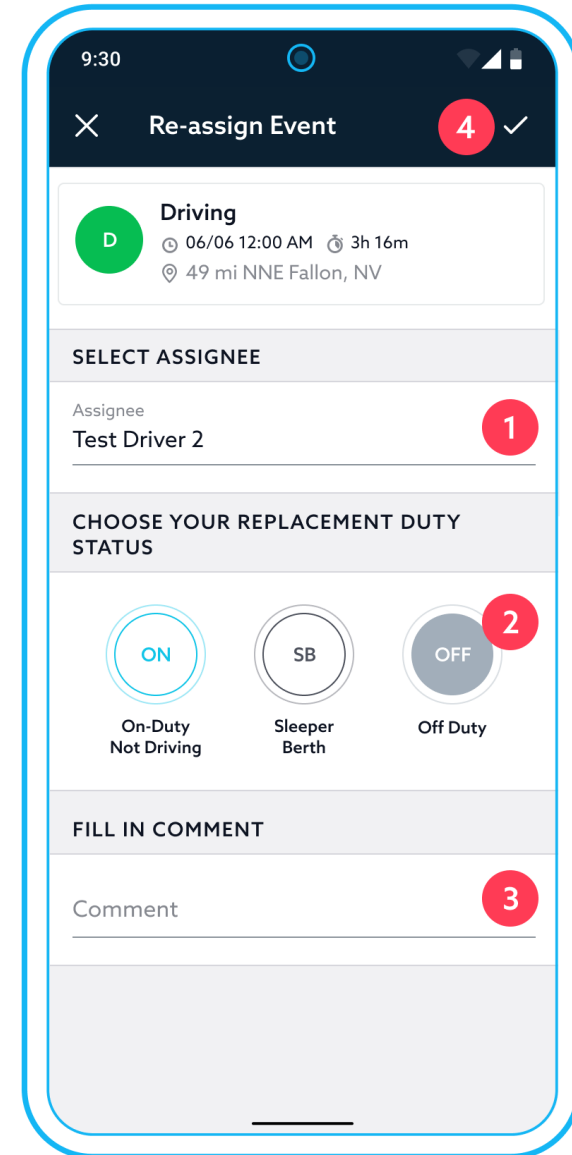 9:30
Re-assign Event
4
D
Driving
06/06 12:00 AM 3h 16m
49 mi NNE Fallon, NV
SELECT ASSIGNEE
Assignee
Test Driver 2
1
CHOOSE YOUR REPLACEMENT DUTY
STATUS
2
ON
SB
OFF
On-Duty
Not Driving
Sleeper
Berth
Off Duty
FILL IN COMMENT
Comment
3